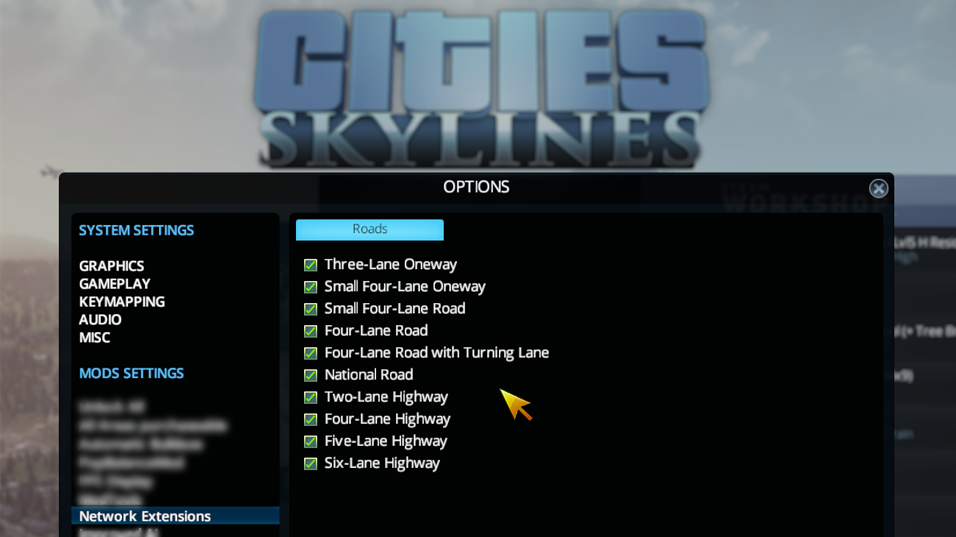 CITIES
SKYLINES
OPTIONS
WORKSHOP
SYSTEM SETTINGS
GRAPHICS
GAMEPLAY
KEYMAPPING
AUDIO
MISC
MODS SETTINGS
Network Extensions
Roads
Three-Lane Oneway
Small Four-Lane Oneway
Small Four-Lane Road
Four-Lane Road
Four-Lane Road with Turning Lane
National Road
Two-Lane Highway
Four-Lane Highway
Five-Lane Highway
Six-Lane Highway